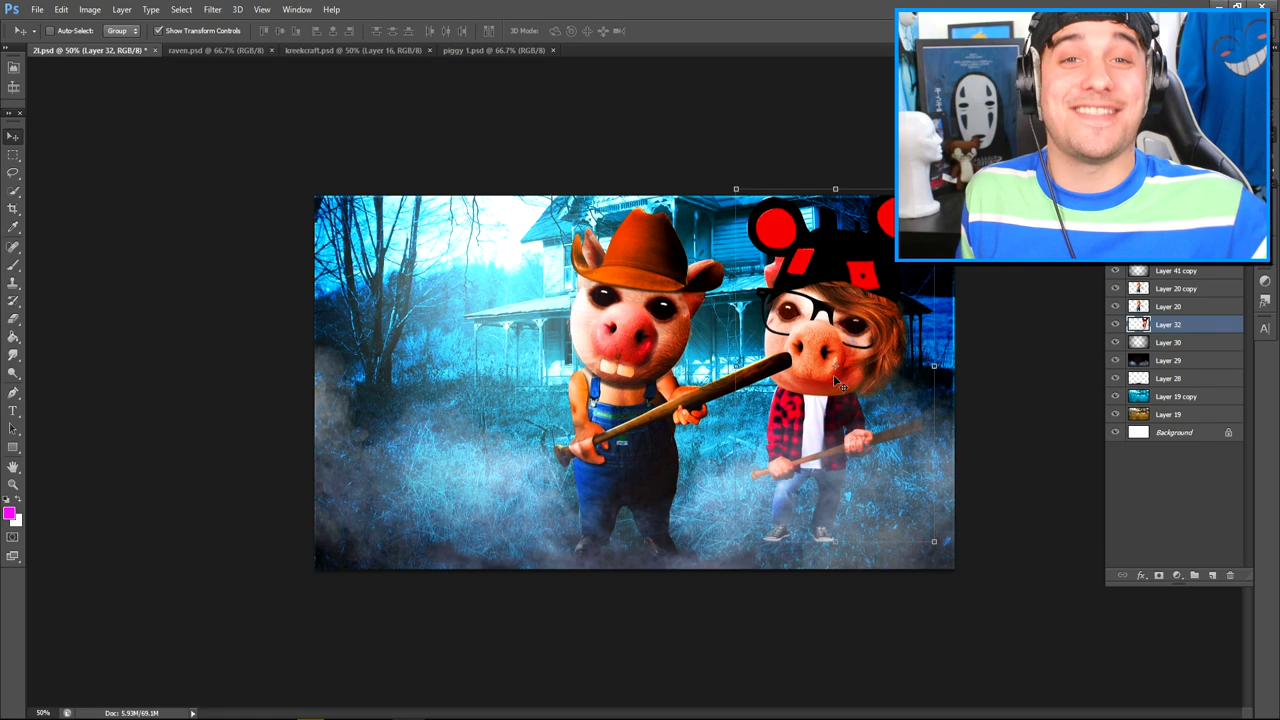 Ps File Edit Image Layer Type Select Filter 3D View Window Help
Auto-Select: Group Show Transform Controls 3D Mode:
2l.psd @ 50% (Layer 32, RGB/8) * × raven.psd @ 66.7% (RGB/8) × kreekcraft.psd @ 50% (Layer 16, RGB/8) × piggy 1.psd @ 66.7% (RGB/8) ×
Layer 41 copy
Layer 20 copy
Layer 20
Layer 32
Layer 30
Layer 29
Layer 28
Layer 19 copy
Layer 19
Background
50% Doc: 5.93M/69.1M